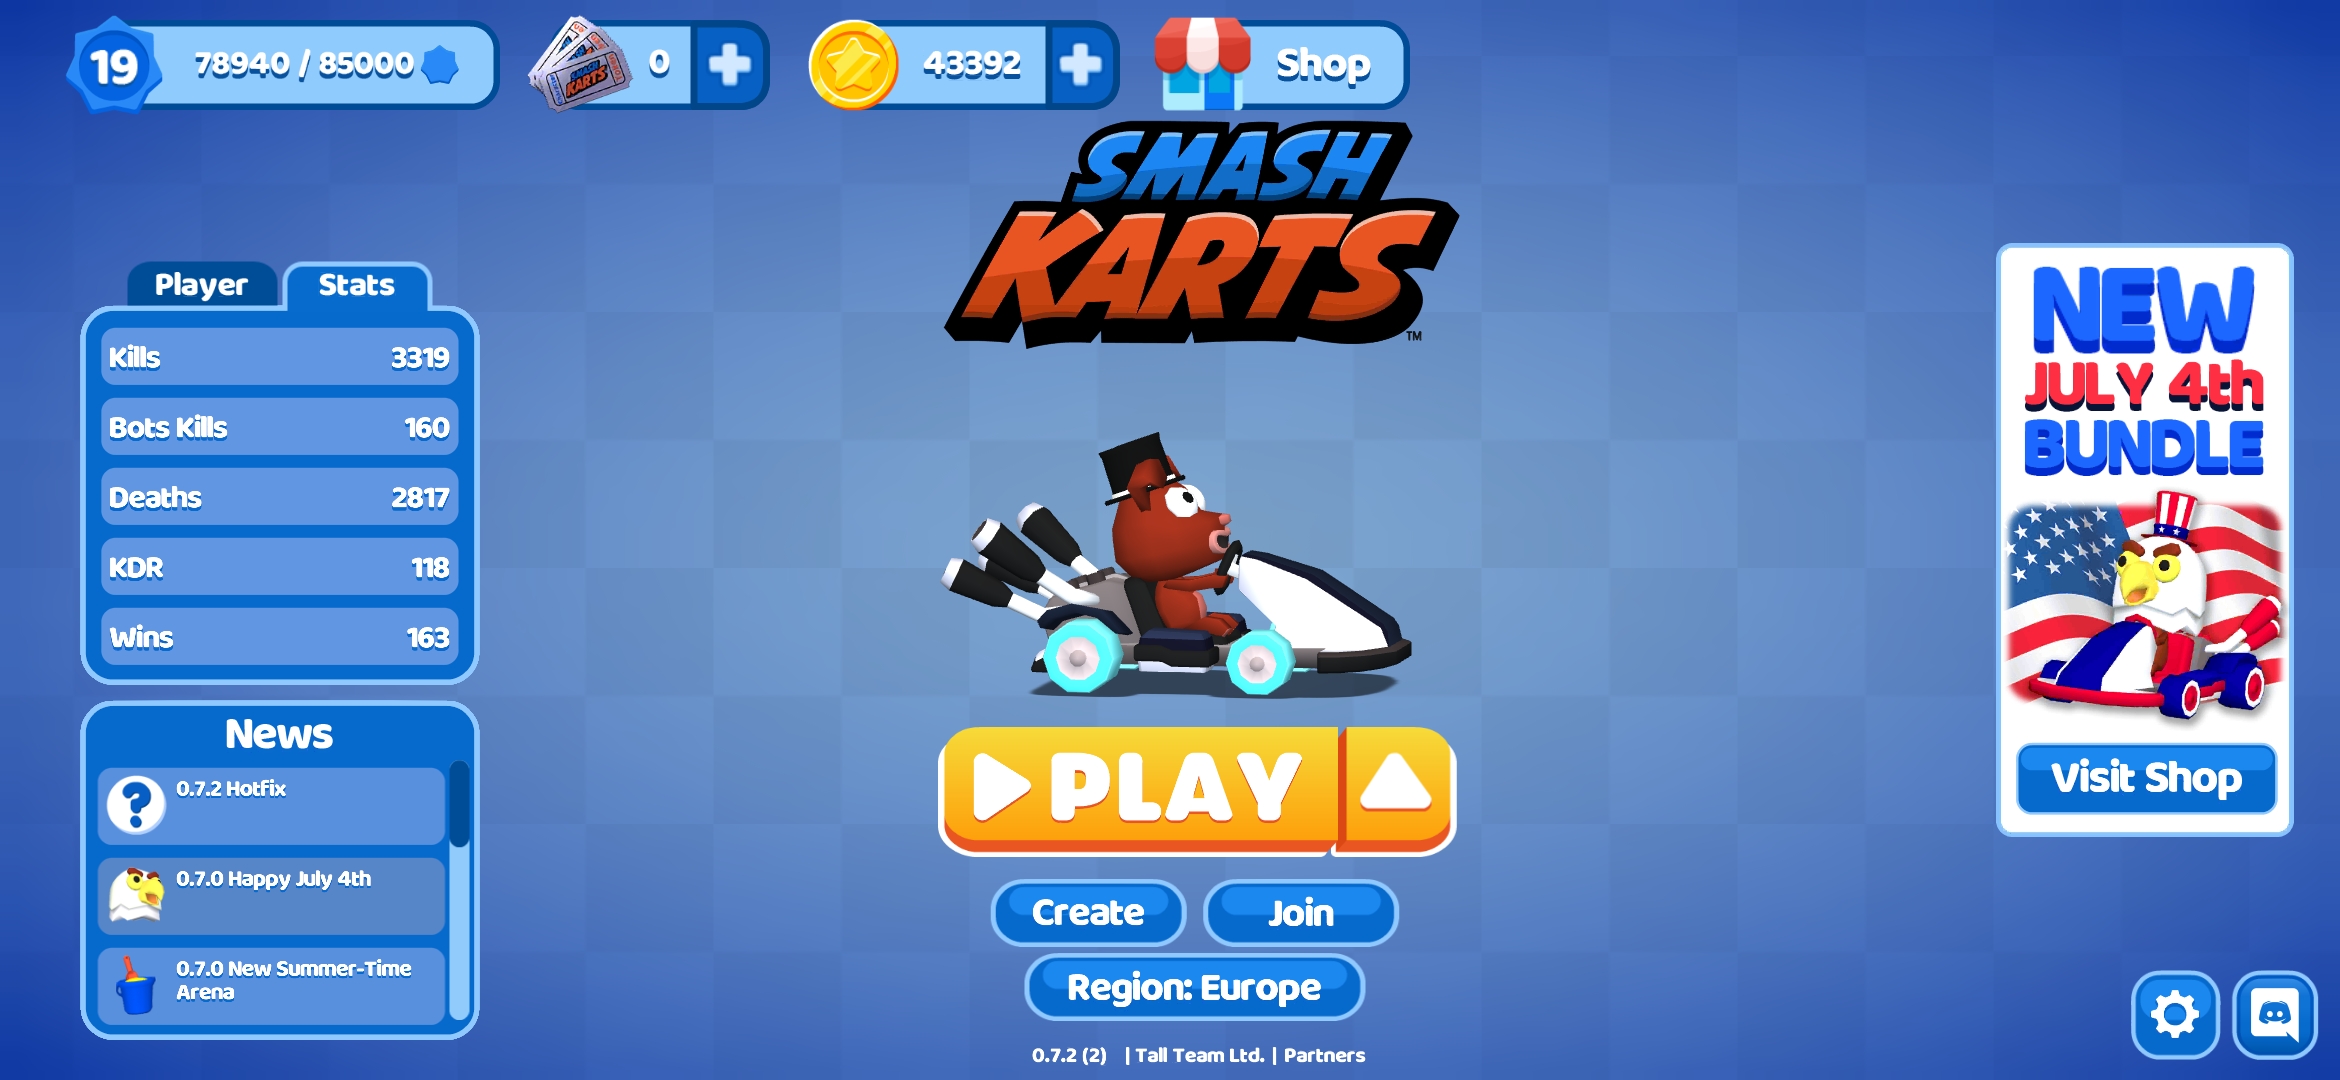 19
78940 / 85000
0
43392
Shop
SMASH
KARTS
TM
Player
Stats
Kills 3319
Bots Kills 160
Deaths 2817
KDR 118
Wins 163
News
0.7.2 Hotfix
0.7.0 Happy July 4th
0.7.0 New Summer-Time
Arena
PLAY
Create
Join
Region: Europe
0.7.2 (2) | Tall Team Ltd. | Partners
NEW
JULY 4th
BUNDLE
Visit Shop